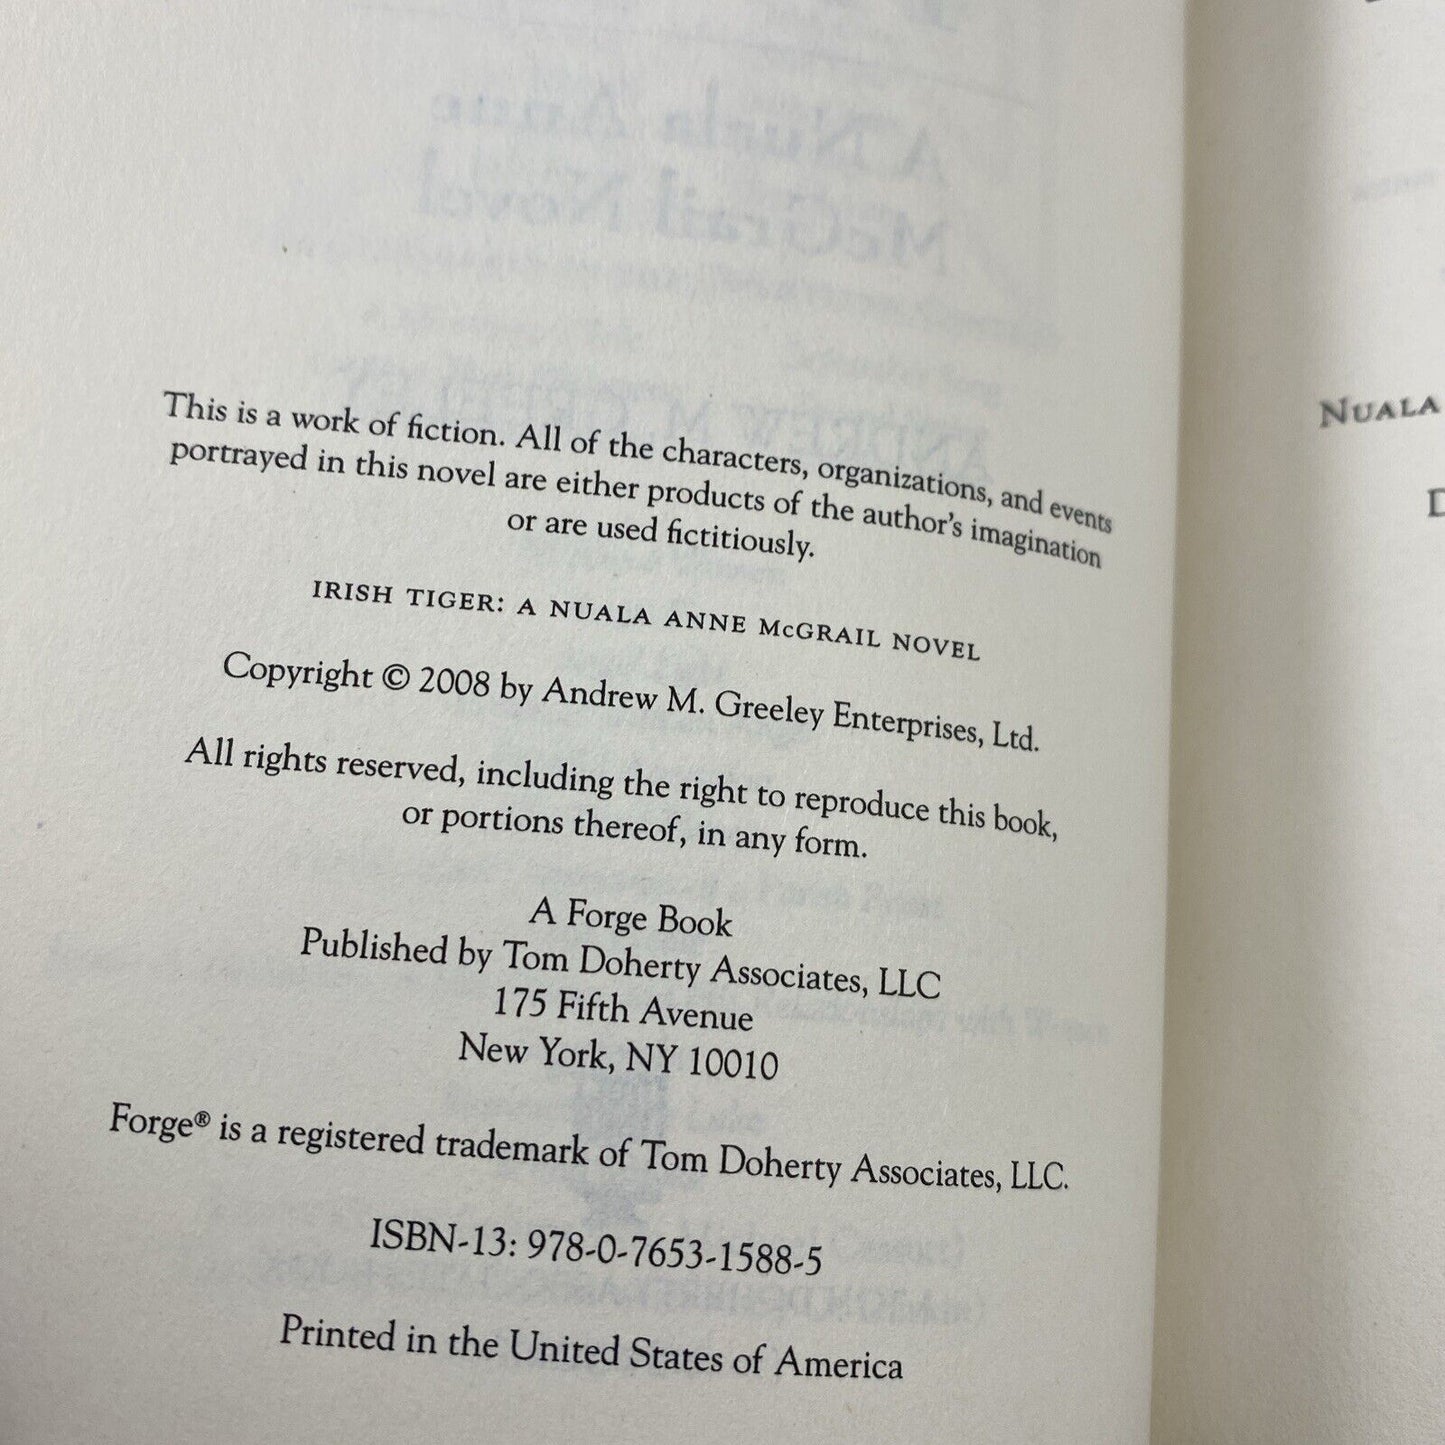 This is a work of fiction. All of the characters, organizations, and events
portrayed in this novel are either products of the author's imagination
or are used fictitiously.
IRISH TIGER: A NUALA ANNE McGRAIL NOVEL
Copyright © 2008 by Andrew M. Greeley Enterprises, Ltd.
All rights reserved, including the right to reproduce this book,
or portions thereof, in any form.
A Forge Book
Published by Tom Doherty Associates, LLC
175 Fifth Avenue
New York, NY 10010
Forge® is a registered trademark of Tom Doherty Associates, LLC.
ISBN-13: 978-0-7653-1588-5
Printed in the United States of America
NUALA